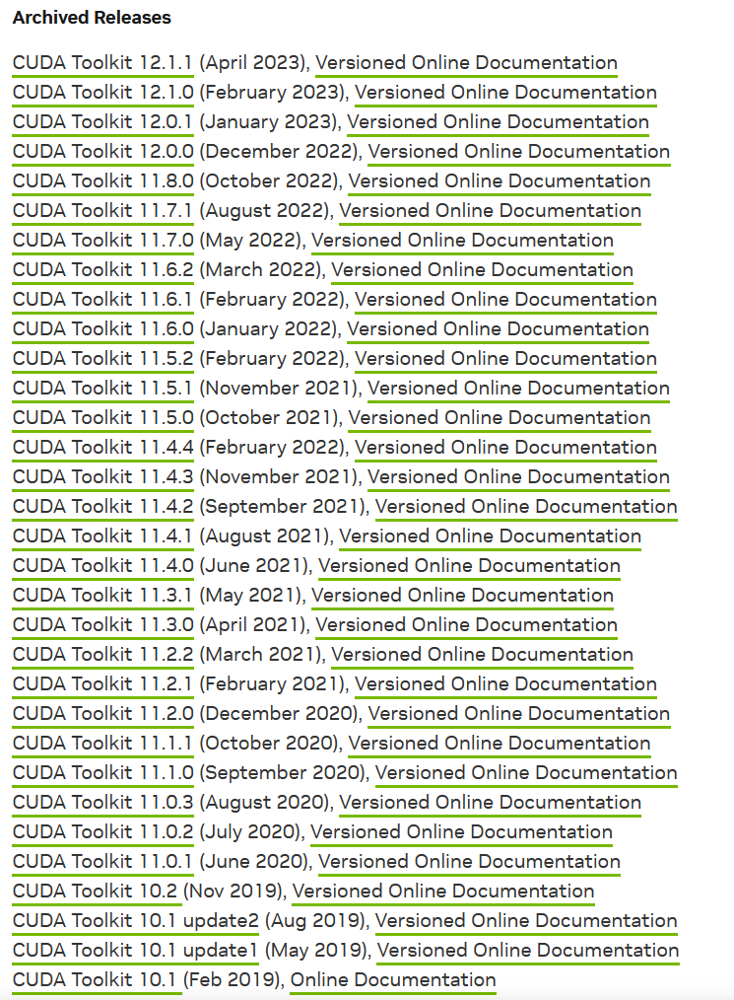 Archived Releases
CUDA Toolkit 12.1.1 (April 2023), Versioned Online Documentation
CUDA Toolkit 12.1.0 (February 2023), Versioned Online Documentation
CUDA Toolkit 12.0.1 (January 2023), Versioned Online Documentation
CUDA Toolkit 12.0.0 (December 2022), Versioned Online Documentation
CUDA Toolkit 11.8.0 (October 2022), Versioned Online Documentation
CUDA Toolkit 11.7.1 (August 2022), Versioned Online Documentation
CUDA Toolkit 11.7.0 (May 2022), Versioned Online Documentation
CUDA Toolkit 11.6.2 (March 2022), Versioned Online Documentation
CUDA Toolkit 11.6.1 (February 2022), Versioned Online Documentation
CUDA Toolkit 11.6.0 (January 2022), Versioned Online Documentation
CUDA Toolkit 11.5.2 (February 2022), Versioned Online Documentation
CUDA Toolkit 11.5.1 (November 2021), Versioned Online Documentation
CUDA Toolkit 11.5.0 (October 2021), Versioned Online Documentation
CUDA Toolkit 11.4.4 (February 2022), Versioned Online Documentation
CUDA Toolkit 11.4.3 (November 2021), Versioned Online Documentation
CUDA Toolkit 11.4.2 (September 2021), Versioned Online Documentation
CUDA Toolkit 11.4.1 (August 2021), Versioned Online Documentation
CUDA Toolkit 11.4.0 (June 2021), Versioned Online Documentation
CUDA Toolkit 11.3.1 (May 2021), Versioned Online Documentation
CUDA Toolkit 11.3.0 (April 2021), Versioned Online Documentation
CUDA Toolkit 11.2.2 (March 2021), Versioned Online Documentation
CUDA Toolkit 11.2.1 (February 2021), Versioned Online Documentation
CUDA Toolkit 11.2.0 (December 2020), Versioned Online Documentation
CUDA Toolkit 11.1.1 (October 2020), Versioned Online Documentation
CUDA Toolkit 11.1.0 (September 2020), Versioned Online Documentation
CUDA Toolkit 11.0.3 (August 2020), Versioned Online Documentation
CUDA Toolkit 11.0.2 (July 2020), Versioned Online Documentation
CUDA Toolkit 11.0.1 (June 2020), Versioned Online Documentation
CUDA Toolkit 10.2 (Nov 2019), Versioned Online Documentation
CUDA Toolkit 10.1 update2 (Aug 2019), Versioned Online Documentation
CUDA Toolkit 10.1 update1 (May 2019), Versioned Online Documentation
CUDA Toolkit 10.1 (Feb 2019), Online Documentation